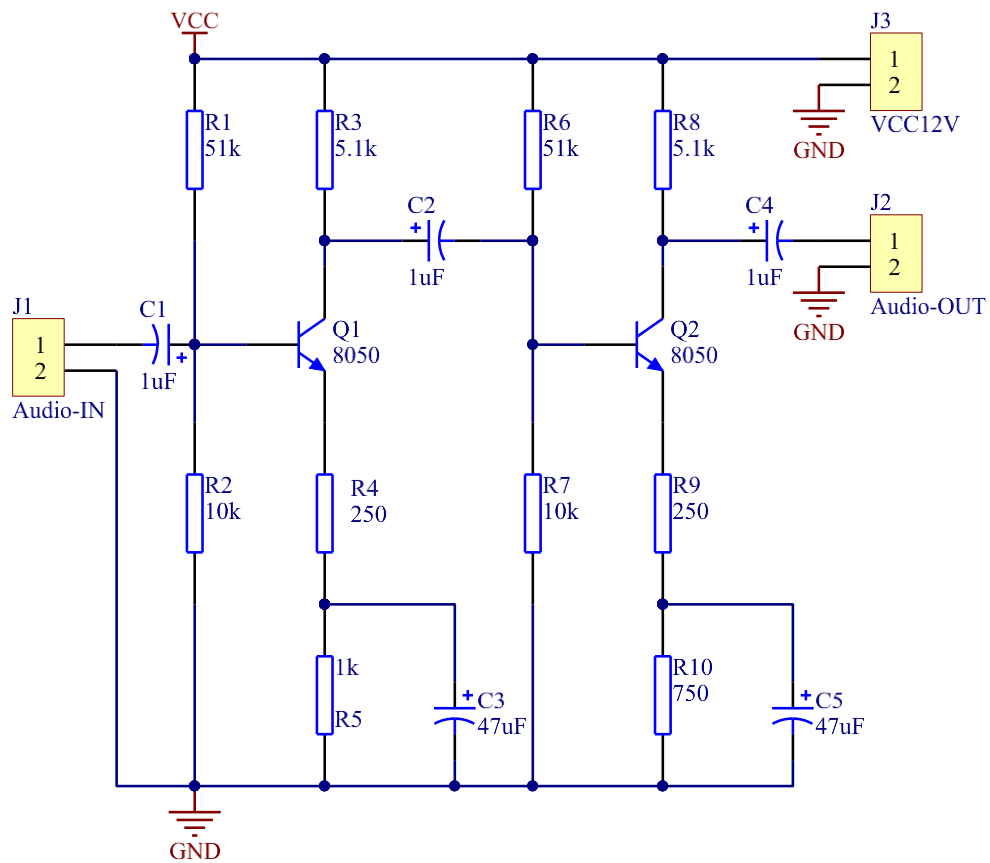 VCC
J3
1
2
VCC12V
GND
R1
51k
R3
5.1k
R6
51k
R8
5.1k
C2
+
1uF
C4
+
1uF
J2
1
2
Audio-OUT
GND
J1
1
2
Audio-IN
C1
+
1uF
Q1
8050
Q2
8050
R2
10k
R4
250
R7
10k
R9
250
1k
R5
+
C3
47uF
R10
750
+
C5
47uF
GND